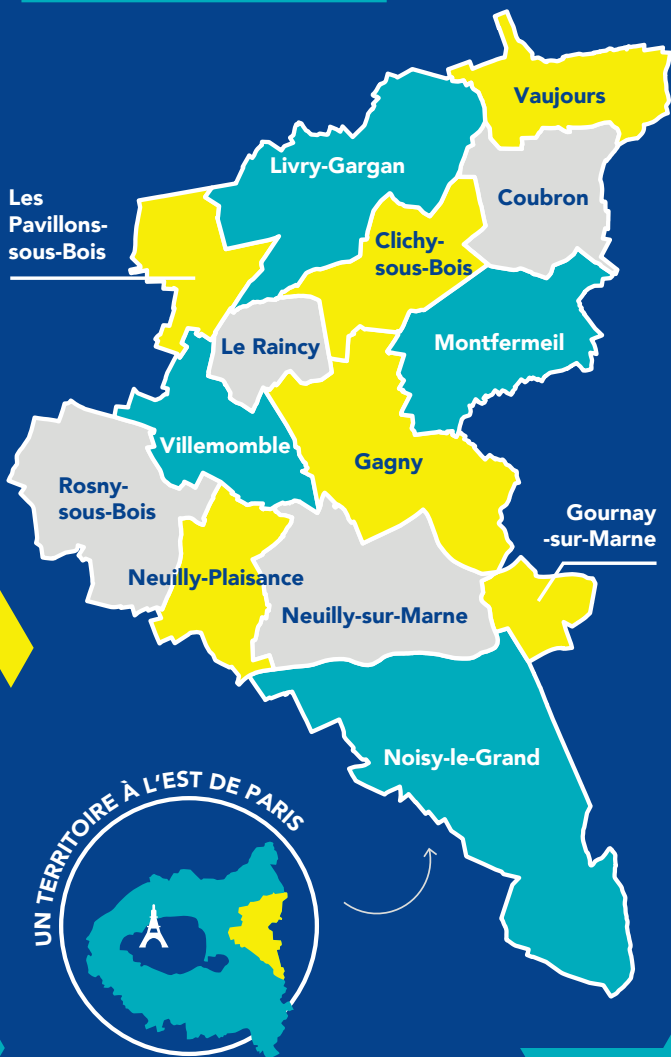 Vaujours
Livry-Gargan
Coubron
Les
Pavillons-
sous-Bois
Clichy-
sous-Bois
Le Raincy
Montfermeil
Villemomble
Gagny
Rosny-
sous-Bois
Gournay
-sur-Marne
Neuilly-Plaisance
Neuilly-sur-Marne
Noisy-le-Grand
UN TERRITOIRE À L'EST DE PARIS